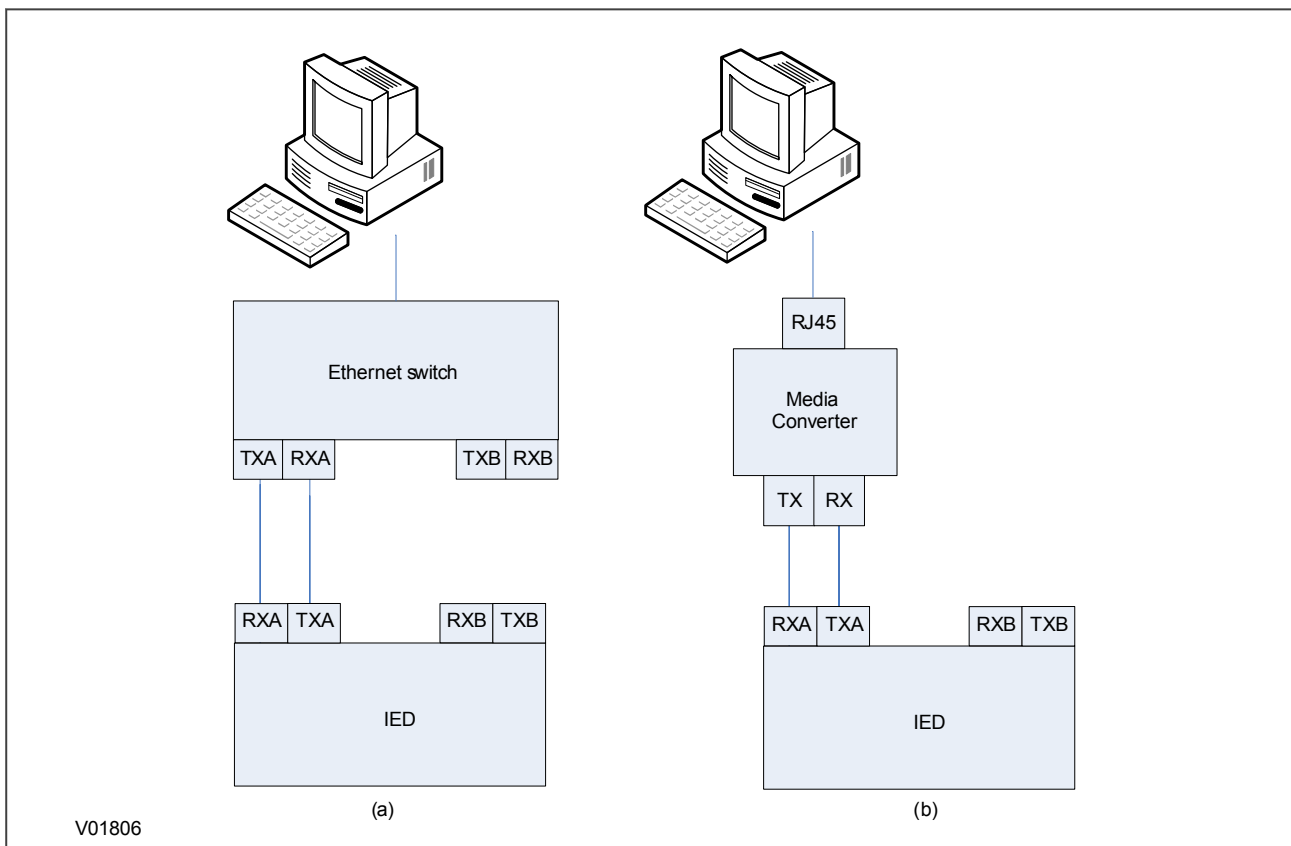 Ethernet switch
TXA RXA TXB RXB
RXA TXA RXB TXB
IED
(a)
RJ45
Media
Converter
TX RX
RXA TXA RXB TXB
IED
(b)
V01806